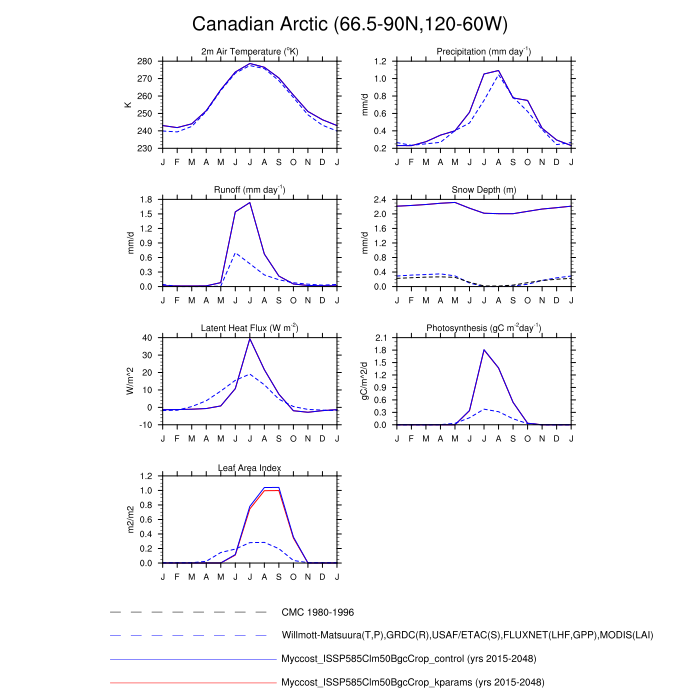 Canadian Arctic (66.5-90N,120-60W)
2m Air Temperature (°K)
Precipitation (mm day⁻¹)
280
270
260
250
240
230
K
J F M A M J J A S O N D J
1.2
1.0
0.8
0.6
0.4
0.2
mm/d
J F M A M J J A S O N D J
Runoff (mm day⁻¹)
Snow Depth (m)
1.8
1.5
1.2
0.9
0.6
0.3
0.0
mm/d
J F M A M J J A S O N D J
2.4
2.0
1.6
1.2
0.8
0.4
0.0
mm/d
J F M A M J J A S O N D J
Latent Heat Flux (W m⁻²)
Photosynthesis (gC m⁻²day⁻¹)
40
30
20
10
0
-10
W/m^2
J F M A M J J A S O N D J
2.1
1.8
1.5
1.2
0.9
0.6
0.3
0.0
gC/m^2/d
J F M A M J J A S O N D J
Leaf Area Index
1.2
1.0
0.8
0.6
0.4
0.2
0.0
m2/m2
J F M A M J J A S O N D J
CMC 1980-1996
Willmott-Matsuura(T,P),GRDC(R),USAF/ETAC(S),FLUXNET(LHF,GPP),MODIS(LAI)
Myccost_ISSP585Clm50BgcCrop_control (yrs 2015-2048)
Myccost_ISSP585Clm50BgcCrop_kparams (yrs 2015-2048)